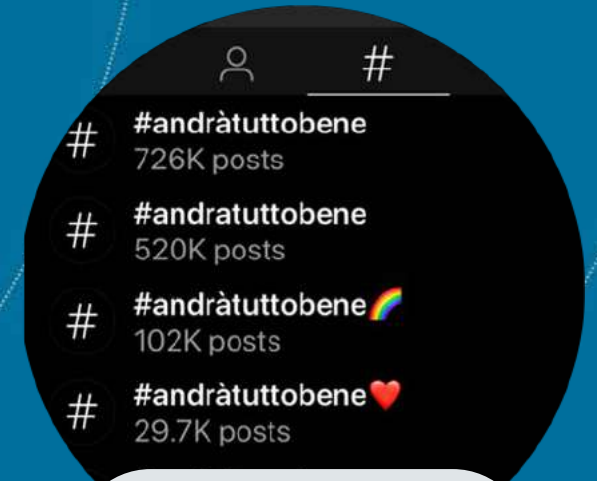 #
#andràtuttobene
# 726K posts
#andratuttobene
# 520K posts
#andràtuttobene🌈
# 102K posts
#andràtuttobene❤️
# 29.7K posts